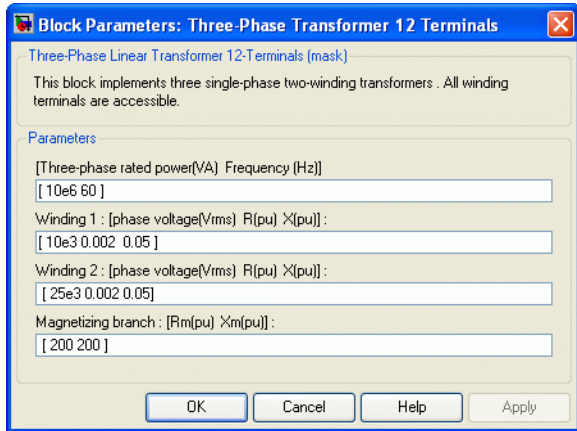 Block Parameters: Three-Phase Transformer 12 Terminals
Three-Phase Linear Transformer 12-Terminals (mask)
This block implements three single-phase two-winding transformers . All winding
terminals are accessible.
Parameters
[Three-phase rated power(VA)  Frequency (Hz)]
[ 10e6 60 ]
Winding 1 : [phase voltage(Vrms)  R(pu)  X(pu)] :
[ 10e3 0.002  0.05 ]
Winding 2 : [phase voltage(Vrms)  R(pu)  X(pu)] :
[ 25e3 0.002 0.05]
Magnetizing branch : [Rm(pu)  Xm(pu)] :
[ 200 200 ]
OK Cancel Help Apply